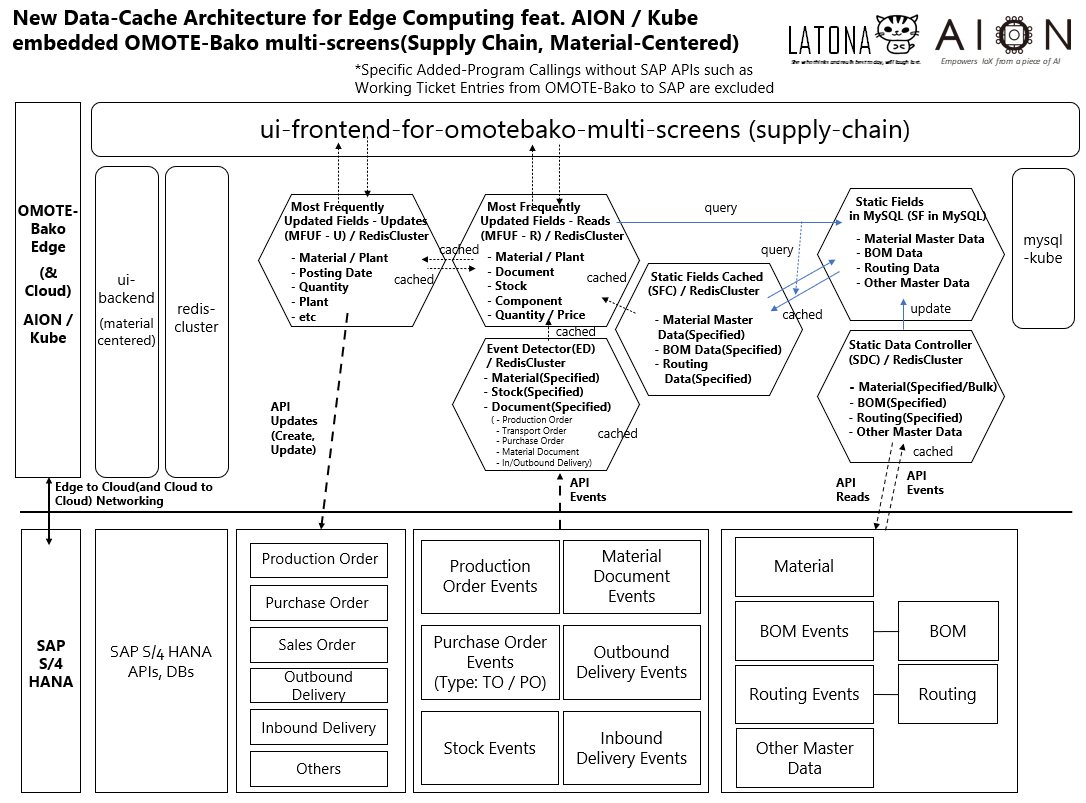 New Data-Cache Architecture for Edge Computing feat. AION / Kube
embedded OMOTE-Bako multi-screens(Supply Chain, Material-Centered)
LATONA
AION
Empowers IoX from a piece of AI
*Specific Added-Program Callings without SAP APIs such as
Working Ticket Entries from OMOTE-Bako to SAP are excluded
ui-frontend-for-omotebako-multi-screens (supply-chain)
OMOTE-
Bako
Edge
(&
Cloud)
AION /
Kube
ui-
backend
(material
centered)
redis-
cluster
Most Frequently
Updated Fields - Updates
(MFUF - U) / RedisCluster
- Material / Plant
- Posting Date
- Quantity
- Plant
- etc
cached
cached
Most Frequently
Updated Fields - Reads
(MFUF - R) / RedisCluster
- Material / Plant
- Document
- Stock
- Component
- Quantity / Price
cached
cached
query
query
Static Fields Cached
(SFC) / RedisCluster
- Material Master
Data(Specified)
- BOM Data(Specified)
- Routing
Data(Specified)
cached
Static Fields
in MySQL (SF in MySQL)
- Material Master Data
- BOM Data
- Routing Data
- Other Master Data
update
mysql
-kube
Event Detector(ED)
/ RedisCluster
- Material(Specified)
- Stock(Specified)
- Document(Specified)
( - Production Order
- Transport Order
- Purchase Order
- Material Document
- In/Outbound Delivery)
cached
Static Data Controller
(SDC) / RedisCluster
- Material(Specified/Bulk)
- BOM(Specified)
- Routing(Specified)
- Other Master Data
cached
API
Updates
(Create,
Update)
API
Events
API
Reads
API
Events
Edge to Cloud(and Cloud to
Cloud) Networking
SAP
S/4
HANA
SAP S/4 HANA
APIs, DBs
Production Order
Purchase Order
Sales Order
Outbound
Delivery
Inbound Delivery
Others
Production
Order Events
Material
Document
Events
Purchase Order
Events
(Type: TO / PO)
Outbound
Delivery Events
Stock Events
Inbound
Delivery Events
Material
BOM Events
BOM
Routing Events
Routing
Other Master
Data